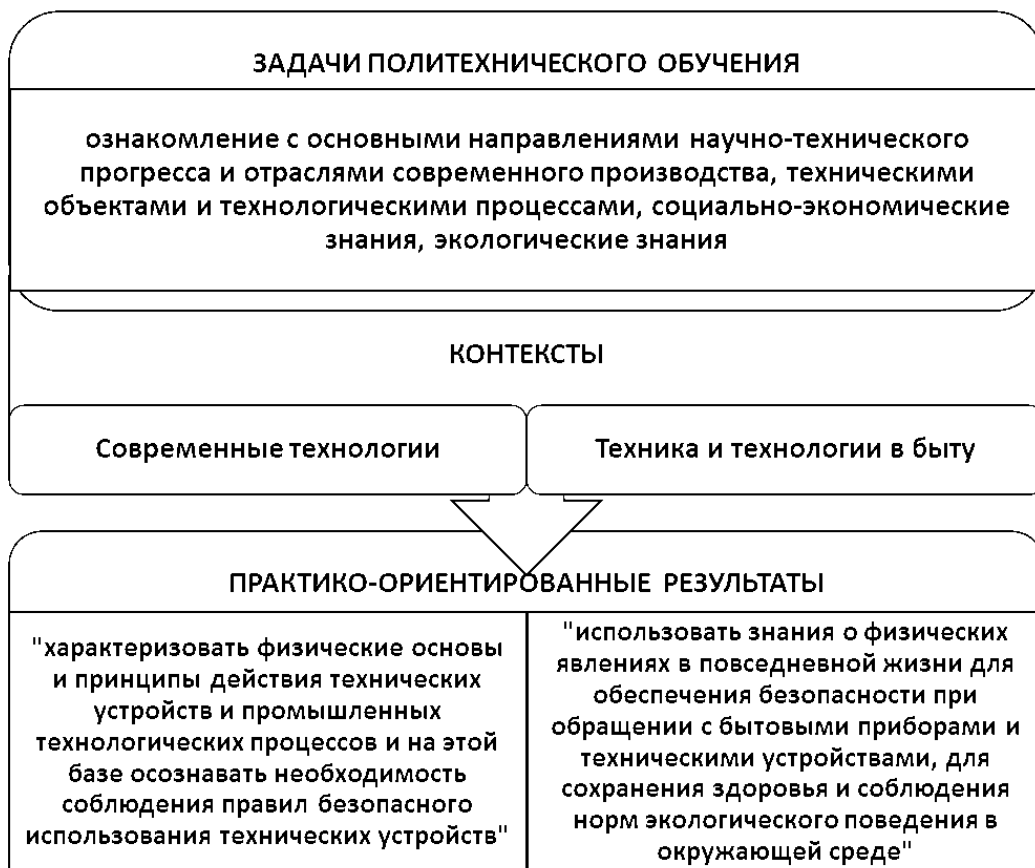 ЗАДАЧИ ПОЛИТЕХНИЧЕСКОГО ОБУЧЕНИЯ
ознакомление с основными направлениями научно-технического
прогресса и отраслями современного производства, техническими
объектами и технологическими процессами, социально-экономические
знания, экологические знания
КОНТЕКСТЫ
Современные технологии
Техника и технологии в быту
ПРАКТИКО-ОРИЕНТИРОВАННЫЕ РЕЗУЛЬТАТЫ
"характеризовать физические основы
и принципы действия технических
устройств и промышленных
технологических процессов и на этой
базе осознавать необходимость
соблюдения правил безопасного
использования технических устройств"
"использовать знания о физических
явлениях в повседневной жизни для
обеспечения безопасности при
обращении с бытовыми приборами и
техническими устройствами, для
сохранения здоровья и соблюдения
норм экологического поведения в
окружающей среде"